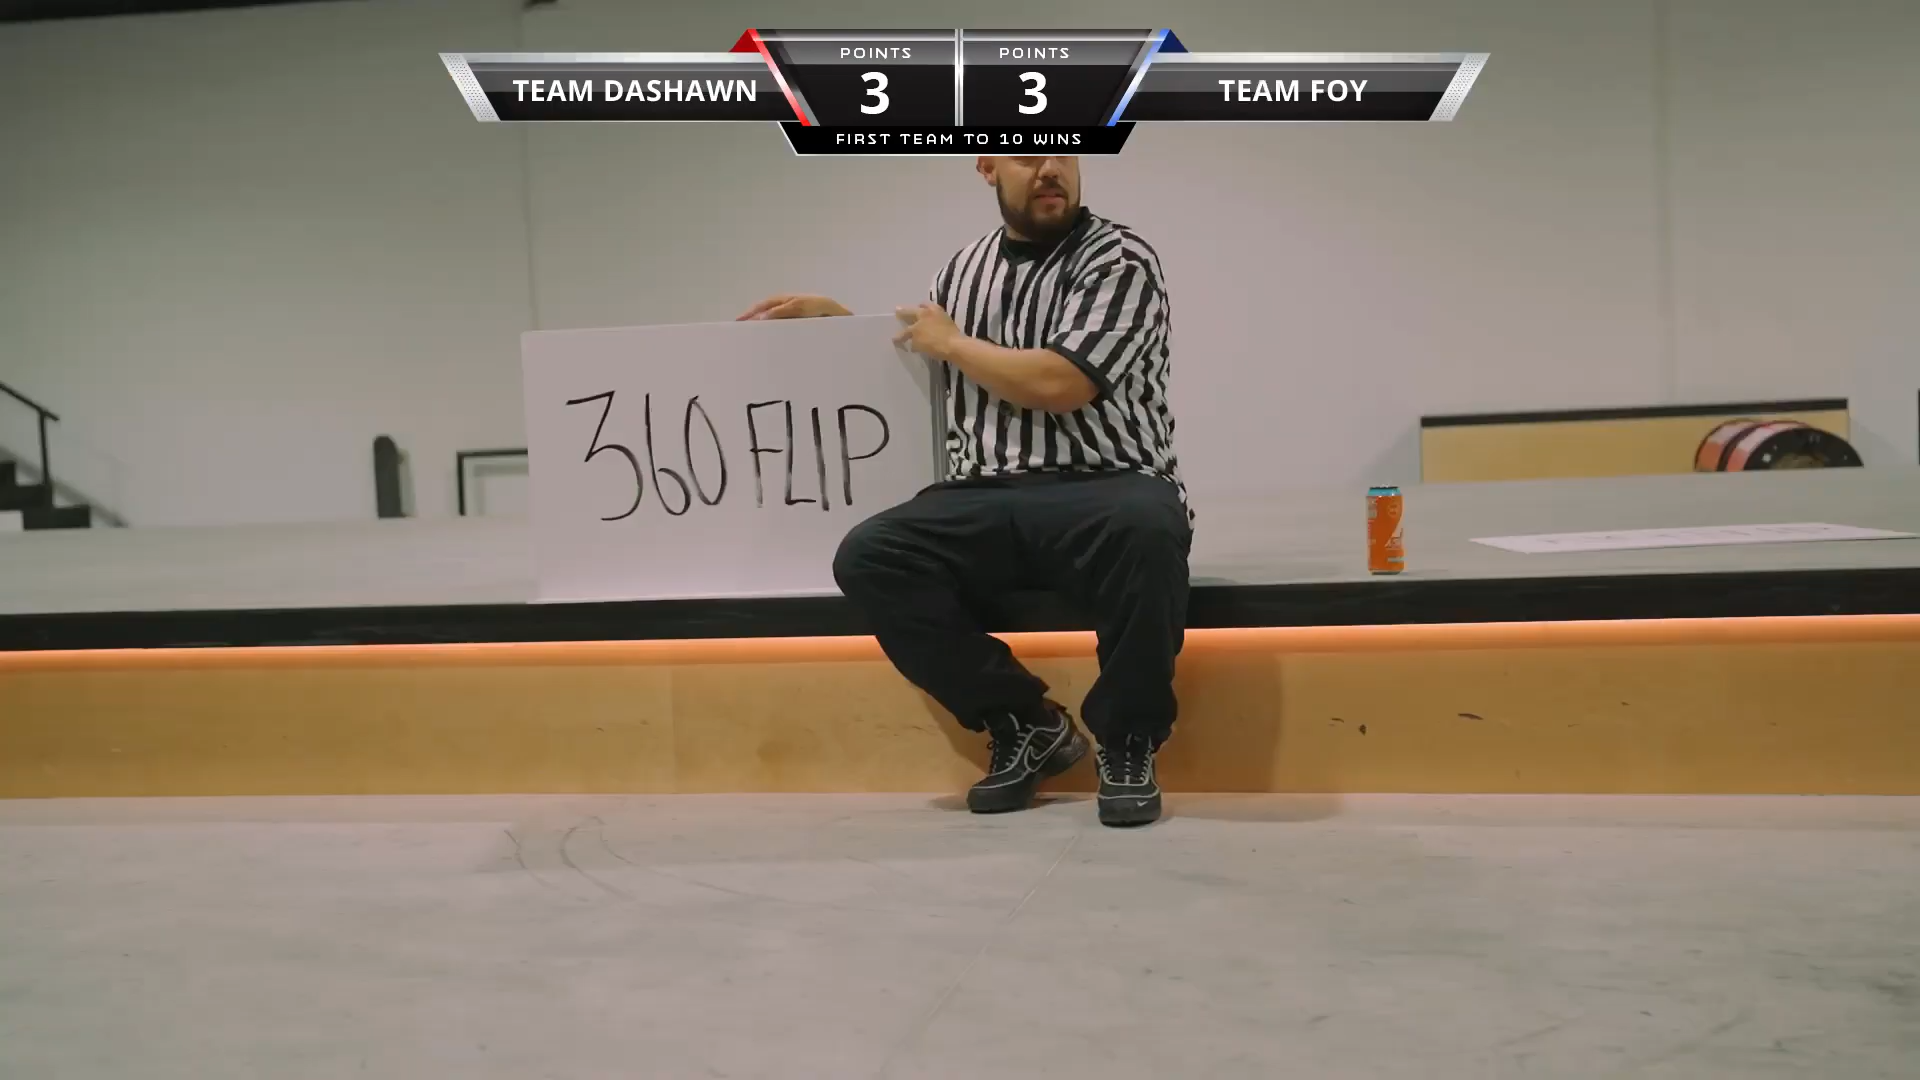 POINTS POINTS
TEAM DASHAWN 3 3 TEAM FOY
FIRST TEAM TO 10 WINS
360 FLIP